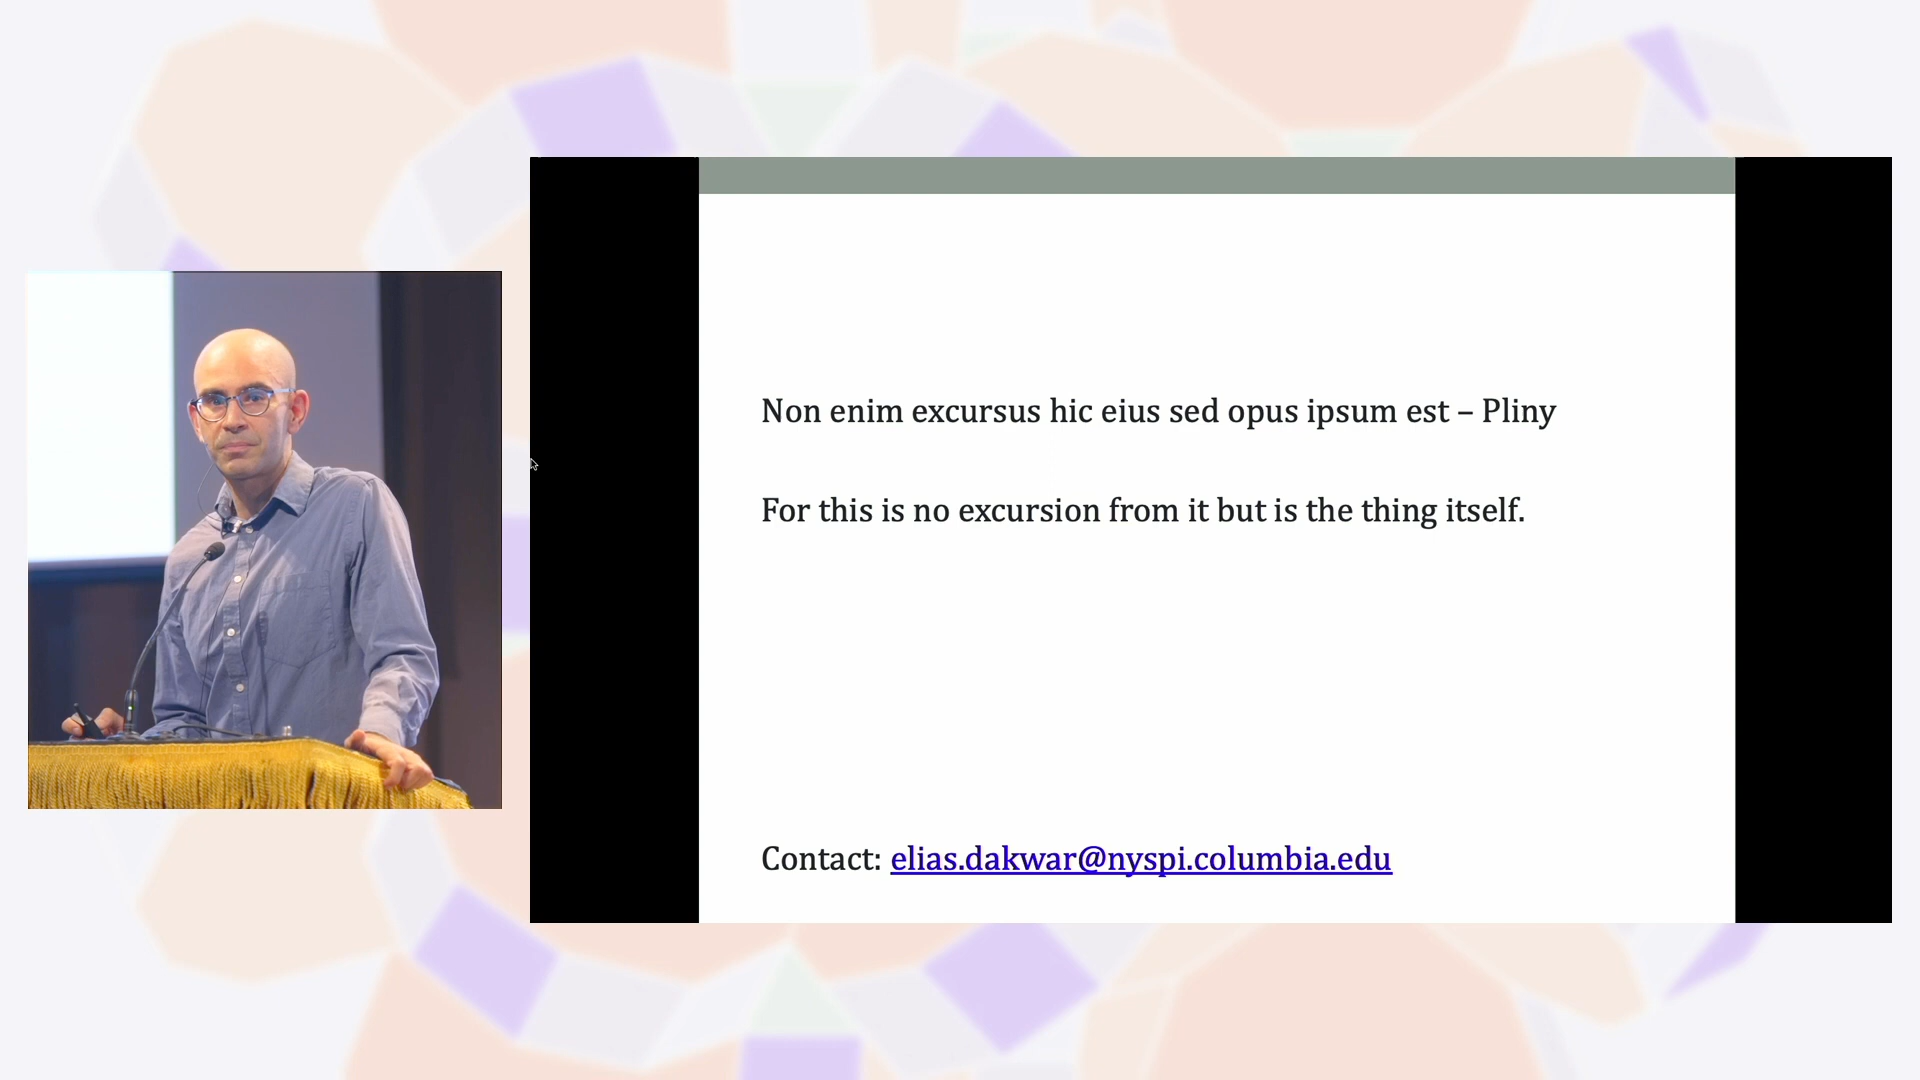 Non enim excursus hic eius sed opus ipsum est – Pliny
For this is no excursion from it but is the thing itself.
Contact: elias.dakwar@nyspi.columbia.edu